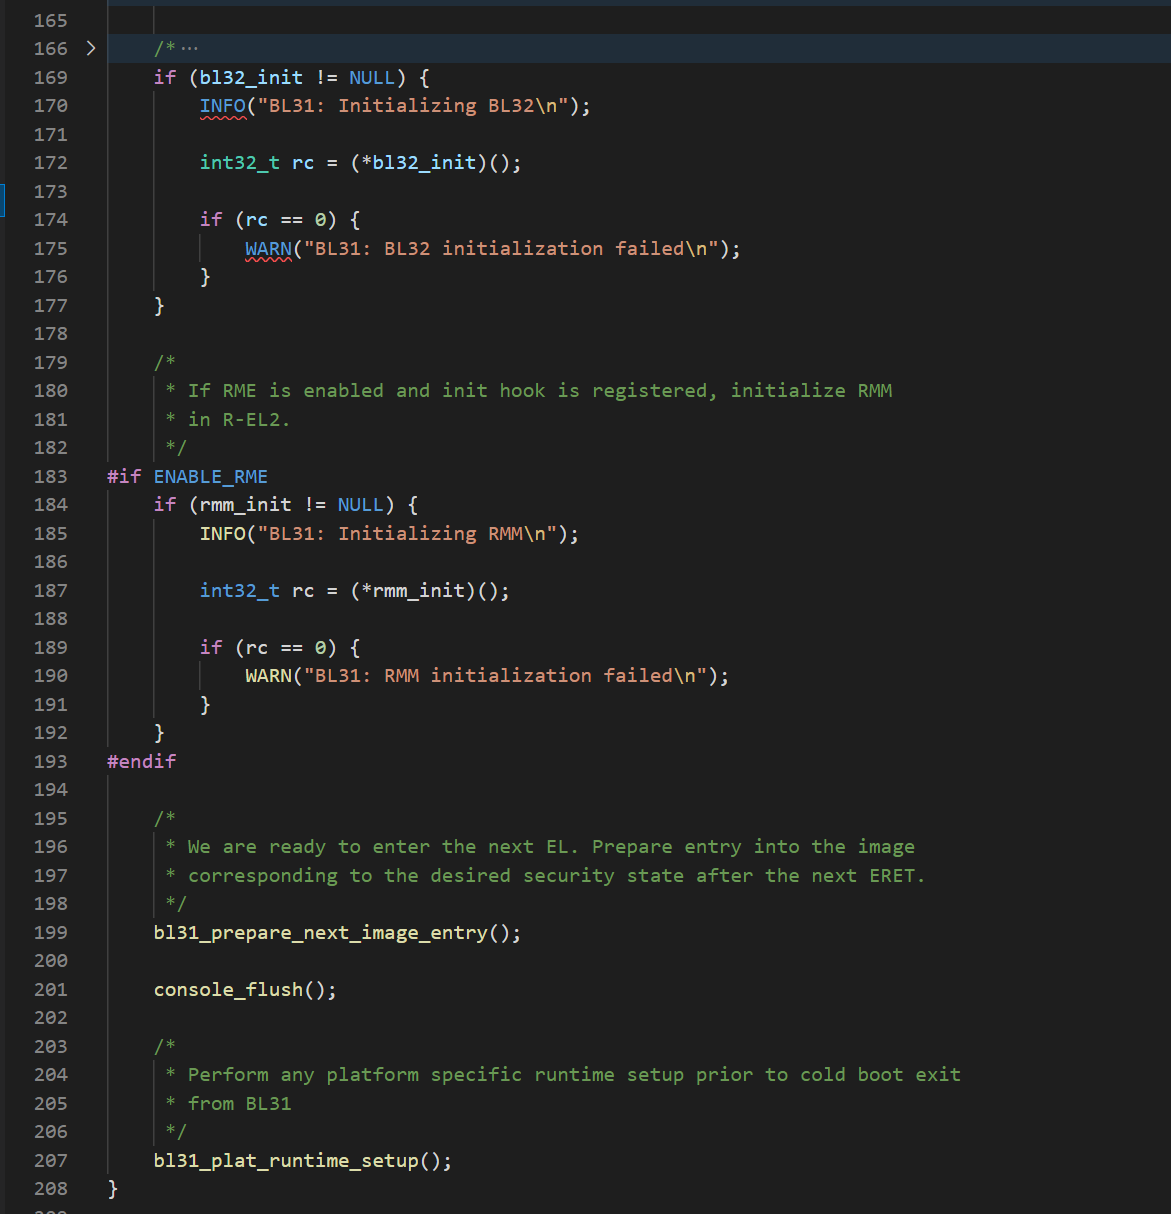 165
166 > /* ···
169 if (bl32_init != NULL) {
170 INFO("BL31: Initializing BL32\n");
171
172 int32_t rc = (*bl32_init)();
173
174 if (rc == 0) {
175 WARN("BL31: BL32 initialization failed\n");
176 }
177 }
178
179 /*
180 * If RME is enabled and init hook is registered, initialize RMM
181 * in R-EL2.
182 */
183 #if ENABLE_RME
184 if (rmm_init != NULL) {
185 INFO("BL31: Initializing RMM\n");
186
187 int32_t rc = (*rmm_init)();
188
189 if (rc == 0) {
190 WARN("BL31: RMM initialization failed\n");
191 }
192 }
193 #endif
194
195 /*
196 * We are ready to enter the next EL. Prepare entry into the image
197 * corresponding to the desired security state after the next ERET.
198 */
199 bl31_prepare_next_image_entry();
200
201 console_flush();
202
203 /*
204 * Perform any platform specific runtime setup prior to cold boot exit
205 * from BL31
206 */
207 bl31_plat_runtime_setup();
208 }